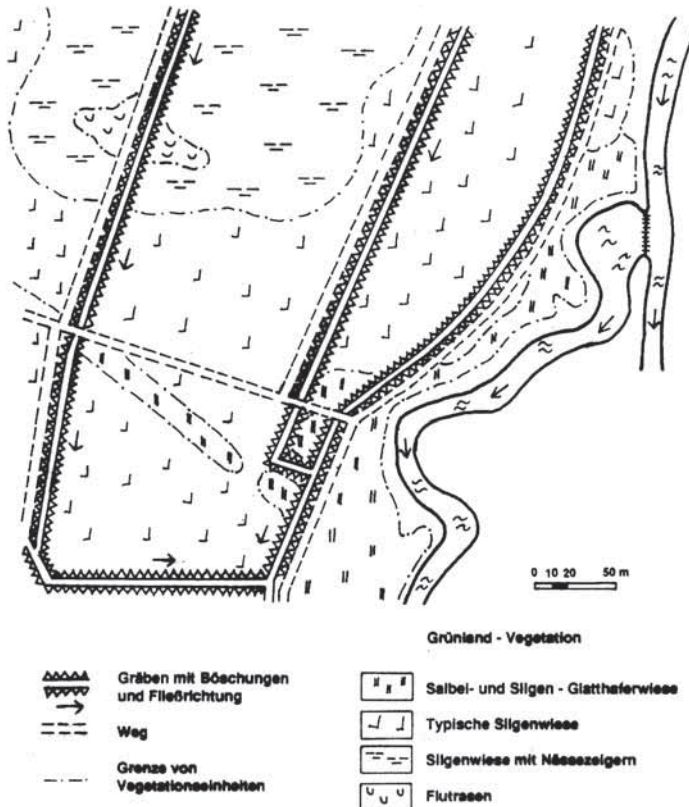 0 10 20 50 m
Grünland - Vegetation
Gräben mit Böschungen
und Fließrichtung
Weg
Grenze von
Vegetationseinheiten
Salbei- und Silgen - Glatthaferwiese
Typische Silgenwiese
Silgenwiese mit Nässezeigern
Flutrasen